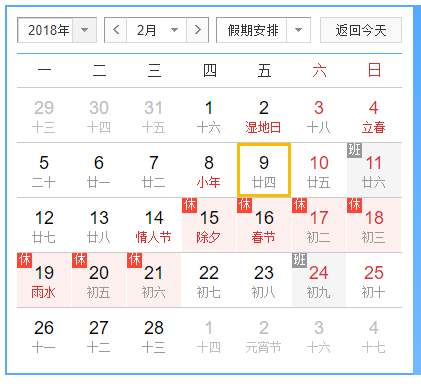 2018年 2月 假期安排 返回今天
一 二 三 四 五 六 日
29 30 31 1 2 3 4
十三 十四 十五 十六 湿地日 十八 立春
班
5 6 7 8 9 10 11
二十 廿一 廿二 小年 廿四 廿五 廿六
休 休 休 休
12 13 14 15 16 17 18
廿七 廿八 情人节 除夕 春节 初二 初三
休 休 休 班
19 20 21 22 23 24 25
雨水 初五 初六 初七 初八 初九 初十
26 27 28 1 2 3 4
十一 十二 十三 十四 元宵节 十六 十七